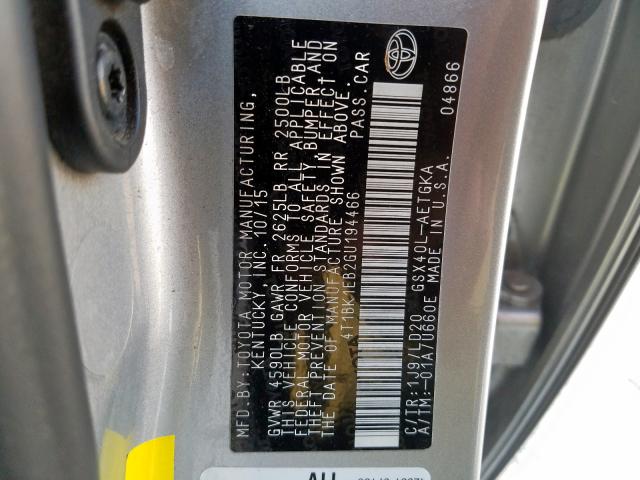 MFD. BY: TOYOTA MOTOR MANUFACTURING,
KENTUCKY, INC. 10/15
GVWR 4590LB GAWR FR 2625LB RR 2500LB
THIS VEHICLE CONFORMS TO ALL APPLICABLE
FEDERAL MOTOR VEHICLE SAFETY, BUMPER, AND
THEFT PREVENTION STANDARDS IN EFFECT ON
THE DATE OF MANUFACTURE SHOWN ABOVE.
4T1BK1EB2GU194466 PASS. CAR
C/TR: 1J9/LD20 GSX40L-AETGKA
A/TM: -01A/U660E MADE IN U.S.A.
04866